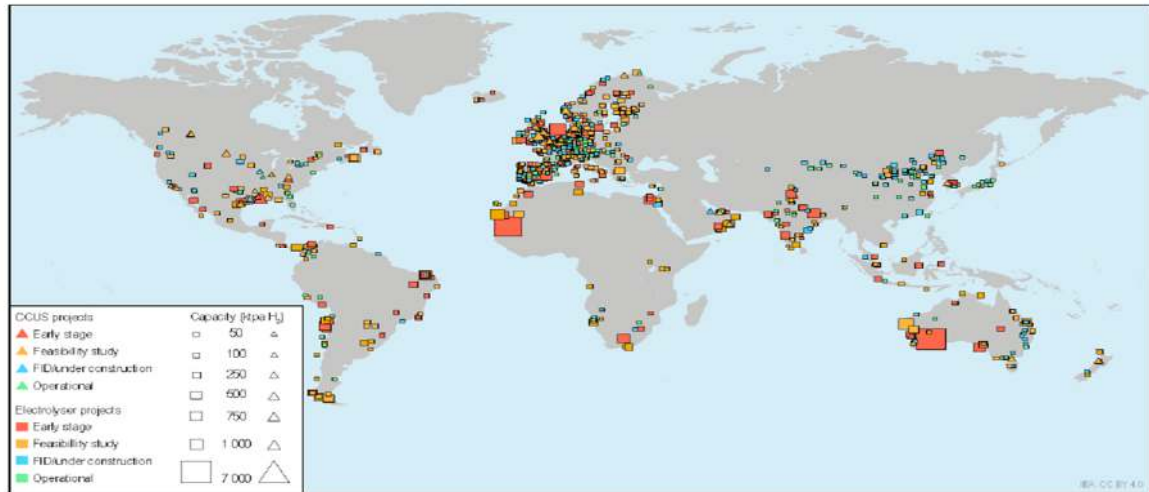 CCUS projects
Early stage
Feasibility study
FID/under construction
Operational
Electrolyser projects
Early stage
Feasibillity study
FID/under construction
Operational
Capacity [ktpa H2]
50
100
250
500
750
1 000
7 000
IEA. CC BY 4.0